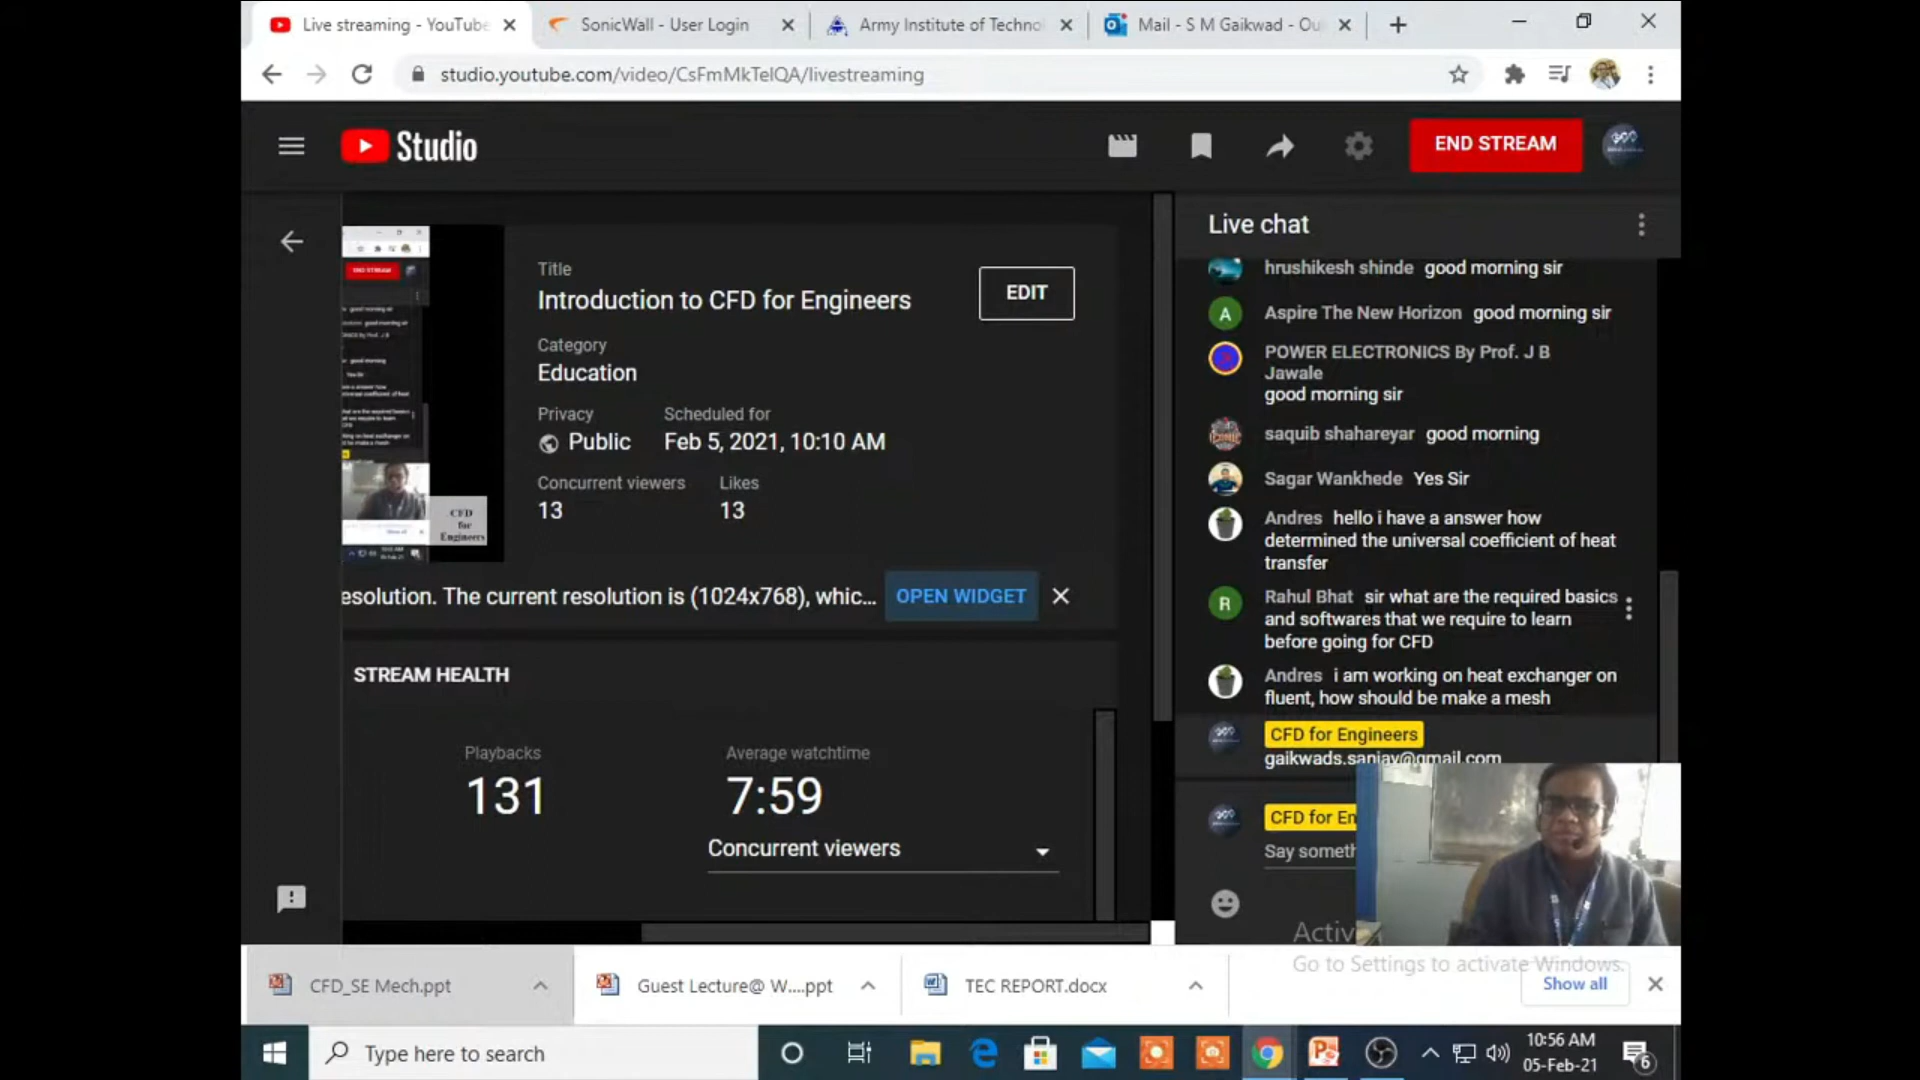 Live streaming - YouTube
SonicWall - User Login
Army Institute of Techno
Mail - S M Gaikwad - Ou
studio.youtube.com/video/CsFmMkTelQA/livestreaming
Studio
END STREAM
Title
Introduction to CFD for Engineers
EDIT
Category
Education
Privacy
Scheduled for
Public
Feb 5, 2021, 10:10 AM
Concurrent viewers
Likes
13
13
CFD
for
Engineers
esolution. The current resolution is (1024x768), whic...
OPEN WIDGET
STREAM HEALTH
Playbacks
Average watchtime
131
7:59
Concurrent viewers
Live chat
hrushikesh shinde good morning sir
A
Aspire The New Horizon good morning sir
POWER ELECTRONICS By Prof. J B
Jawale
good morning sir
saquib shahareyar good morning
Sagar Wankhede Yes Sir
Andres hello i have a answer how
determined the universal coefficient of heat
transfer
R
Rahul Bhat sir what are the required basics
and softwares that we require to learn
before going for CFD
Andres i am working on heat exchanger on
fluent, how should be make a mesh
CFD for Engineers
gaikwads.sanjay@gmail.com
CFD for En
Say someth
Activ
Go to Settings to activate Windows.
CFD_SE Mech.ppt
Guest Lecture@ W....ppt
TEC REPORT.docx
Show all
Type here to search
10:56 AM
05-Feb-21
6